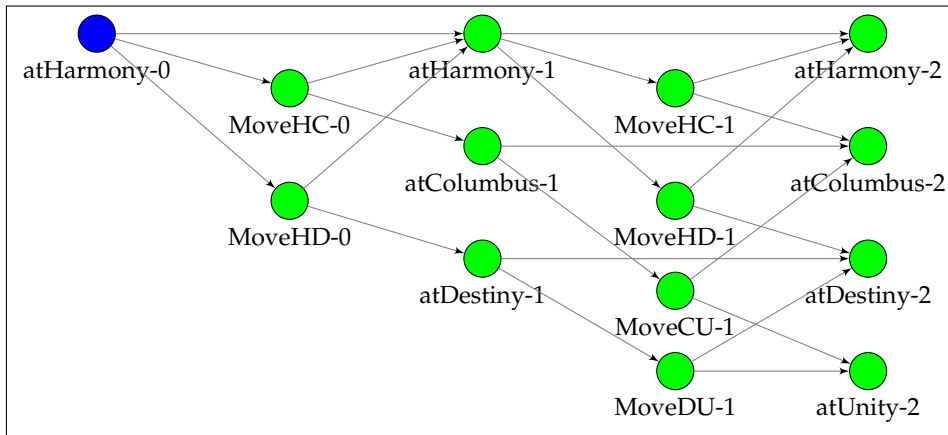 atHarmony-0
atHarmony-1
atHarmony-2
MoveHC-0
MoveHC-1
atColumbus-1
atColumbus-2
MoveHD-0
MoveHD-1
atDestiny-1
atDestiny-2
MoveCU-1
MoveDU-1
atUnity-2